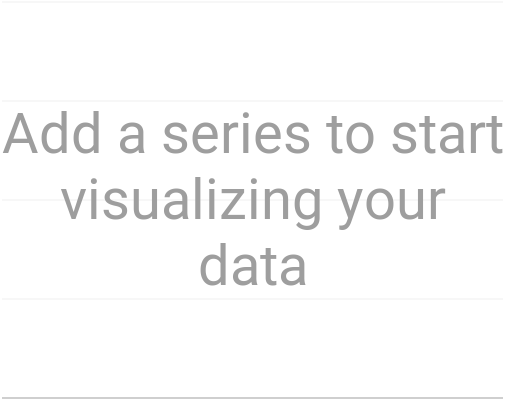 Add a series to start
visualizing your
data